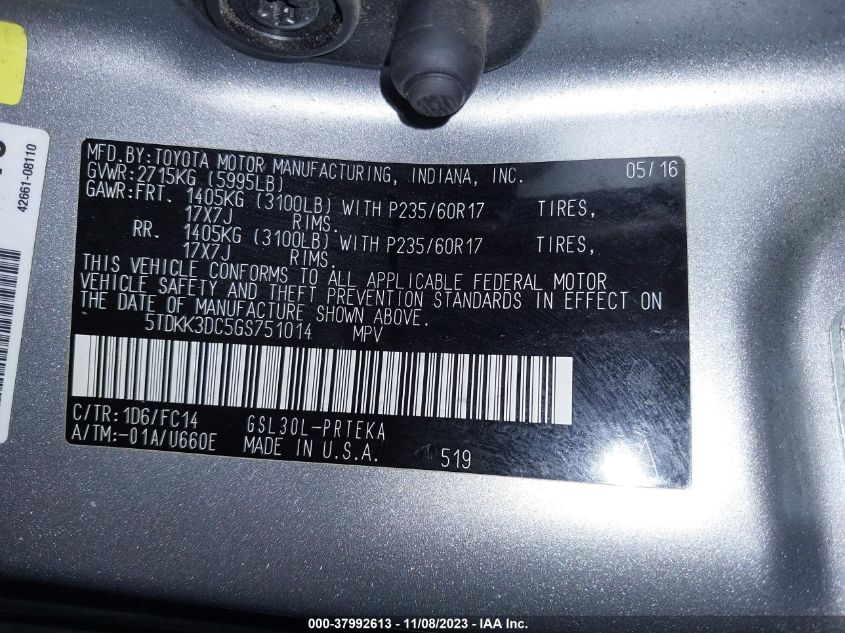 42661-08110
MFD.BY:TOYOTA MOTOR MANUFACTURING, INDIANA, INC. 05/16
GVWR:2715KG (5995LB)
GAWR:FRT. 1405KG (3100LB) WITH P235/60R17 TIRES,
17X7J RIMS.
RR. 1405KG (3100LB) WITH P235/60R17 TIRES,
17X7J RIMS.
THIS VEHICLE CONFORMS TO ALL APPLICABLE FEDERAL MOTOR
VEHICLE SAFETY AND THEFT PREVENTION STANDARDS IN EFFECT ON
THE DATE OF MANUFACTURE SHOWN ABOVE.
5TDKK3DC5GS751014 MPV
C/TR:1D6/FC14 GSL30L-PRTEKA
A/TM:-01A/U660E MADE IN U.S.A. 519
A
000-37992613 - 11/08/2023 - IAA Inc.